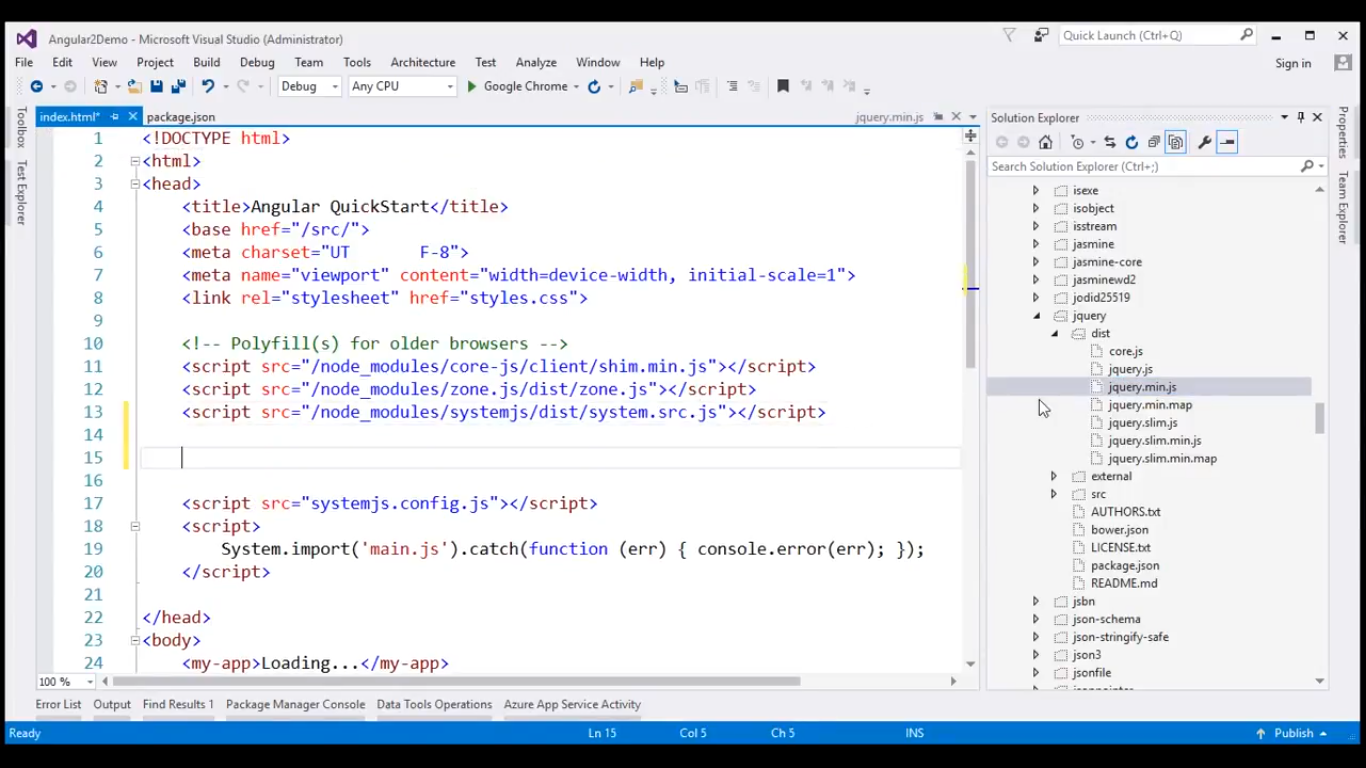 Angular2Demo - Microsoft Visual Studio (Administrator)
Quick Launch (Ctrl+Q)
File Edit View Project Build Debug Team Tools Architecture Test Analyze Window Help
Sign in
Debug Any CPU Google Chrome
Toolbox
Test Explorer
index.html* package.json jquery.min.js
1 <!DOCTYPE html>
2 <html>
3 <head>
4 <title>Angular QuickStart</title>
5 <base href="/src/">
6 <meta charset="UT F-8">
7 <meta name="viewport" content="width=device-width, initial-scale=1">
8 <link rel="stylesheet" href="styles.css">
9
10 <!-- Polyfill(s) for older browsers -->
11 <script src="/node_modules/core-js/client/shim.min.js"></script>
12 <script src="/node_modules/zone.js/dist/zone.js"></script>
13 <script src="/node_modules/systemjs/dist/system.src.js"></script>
14
15
16
17 <script src="systemjs.config.js"></script>
18 <script>
19 System.import('main.js').catch(function (err) { console.error(err); });
20 </script>
21
22 </head>
23 <body>
24 <my-app>Loading...</my-app>
100 %
Solution Explorer
Search Solution Explorer (Ctrl+;)
isexe
isobject
isstream
jasmine
jasmine-core
jasminewd2
jodid25519
jquery
dist
core.js
jquery.js
jquery.min.js
jquery.min.map
jquery.slim.js
jquery.slim.min.js
jquery.slim.min.map
external
src
AUTHORS.txt
bower.json
LICENSE.txt
package.json
README.md
jsbn
json-schema
json-stringify-safe
json3
jsonfile
Properties
Team Explorer
Error List Output Find Results 1 Package Manager Console Data Tools Operations Azure App Service Activity
Ready Ln 15 Col 5 Ch 5 INS Publish